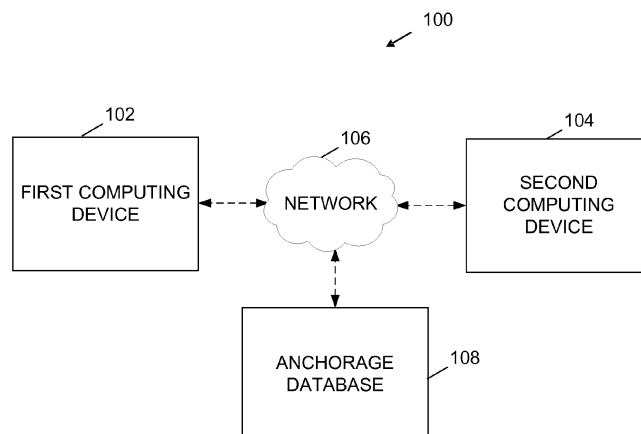 100
102
106
104
FIRST COMPUTING
DEVICE
NETWORK
SECOND
COMPUTING
DEVICE
ANCHORAGE
DATABASE
108